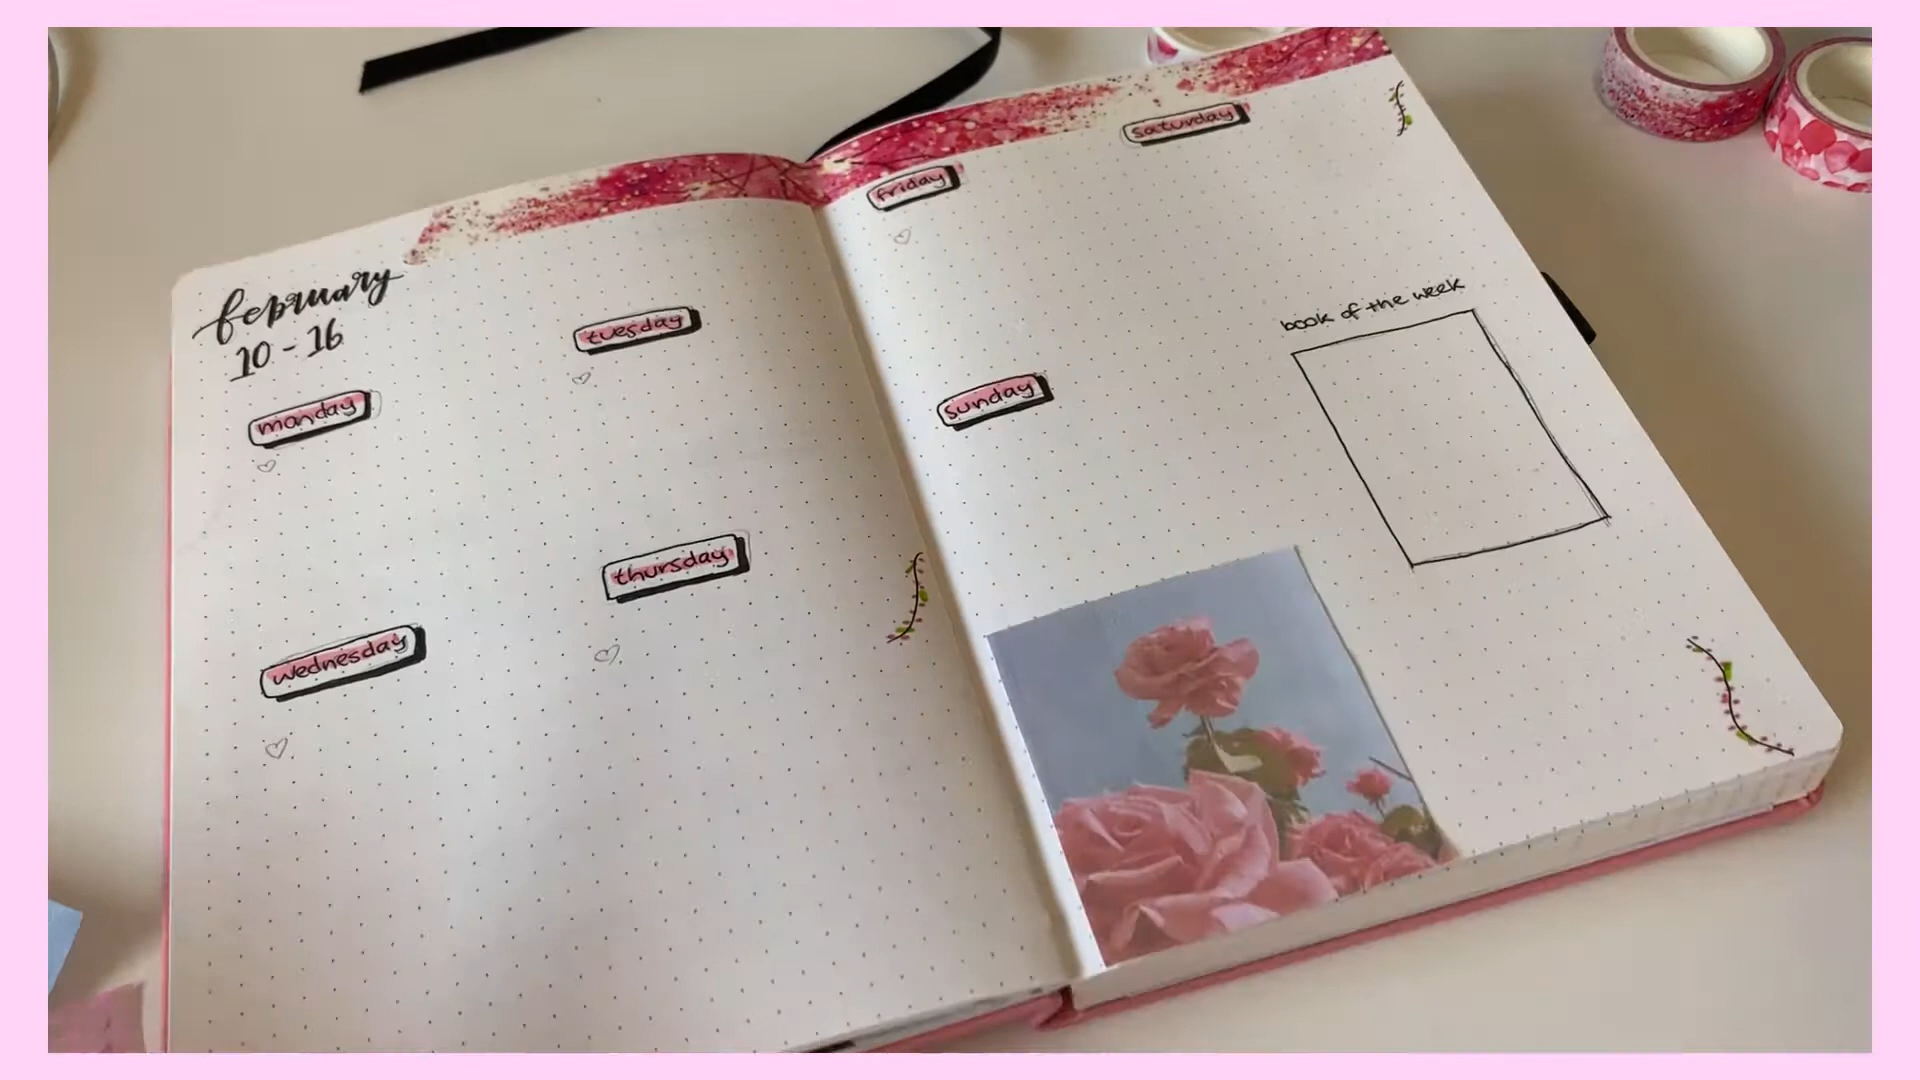 february
10-16
monday
tuesday
wednesday
thursday
friday
saturday
sunday
book of the week